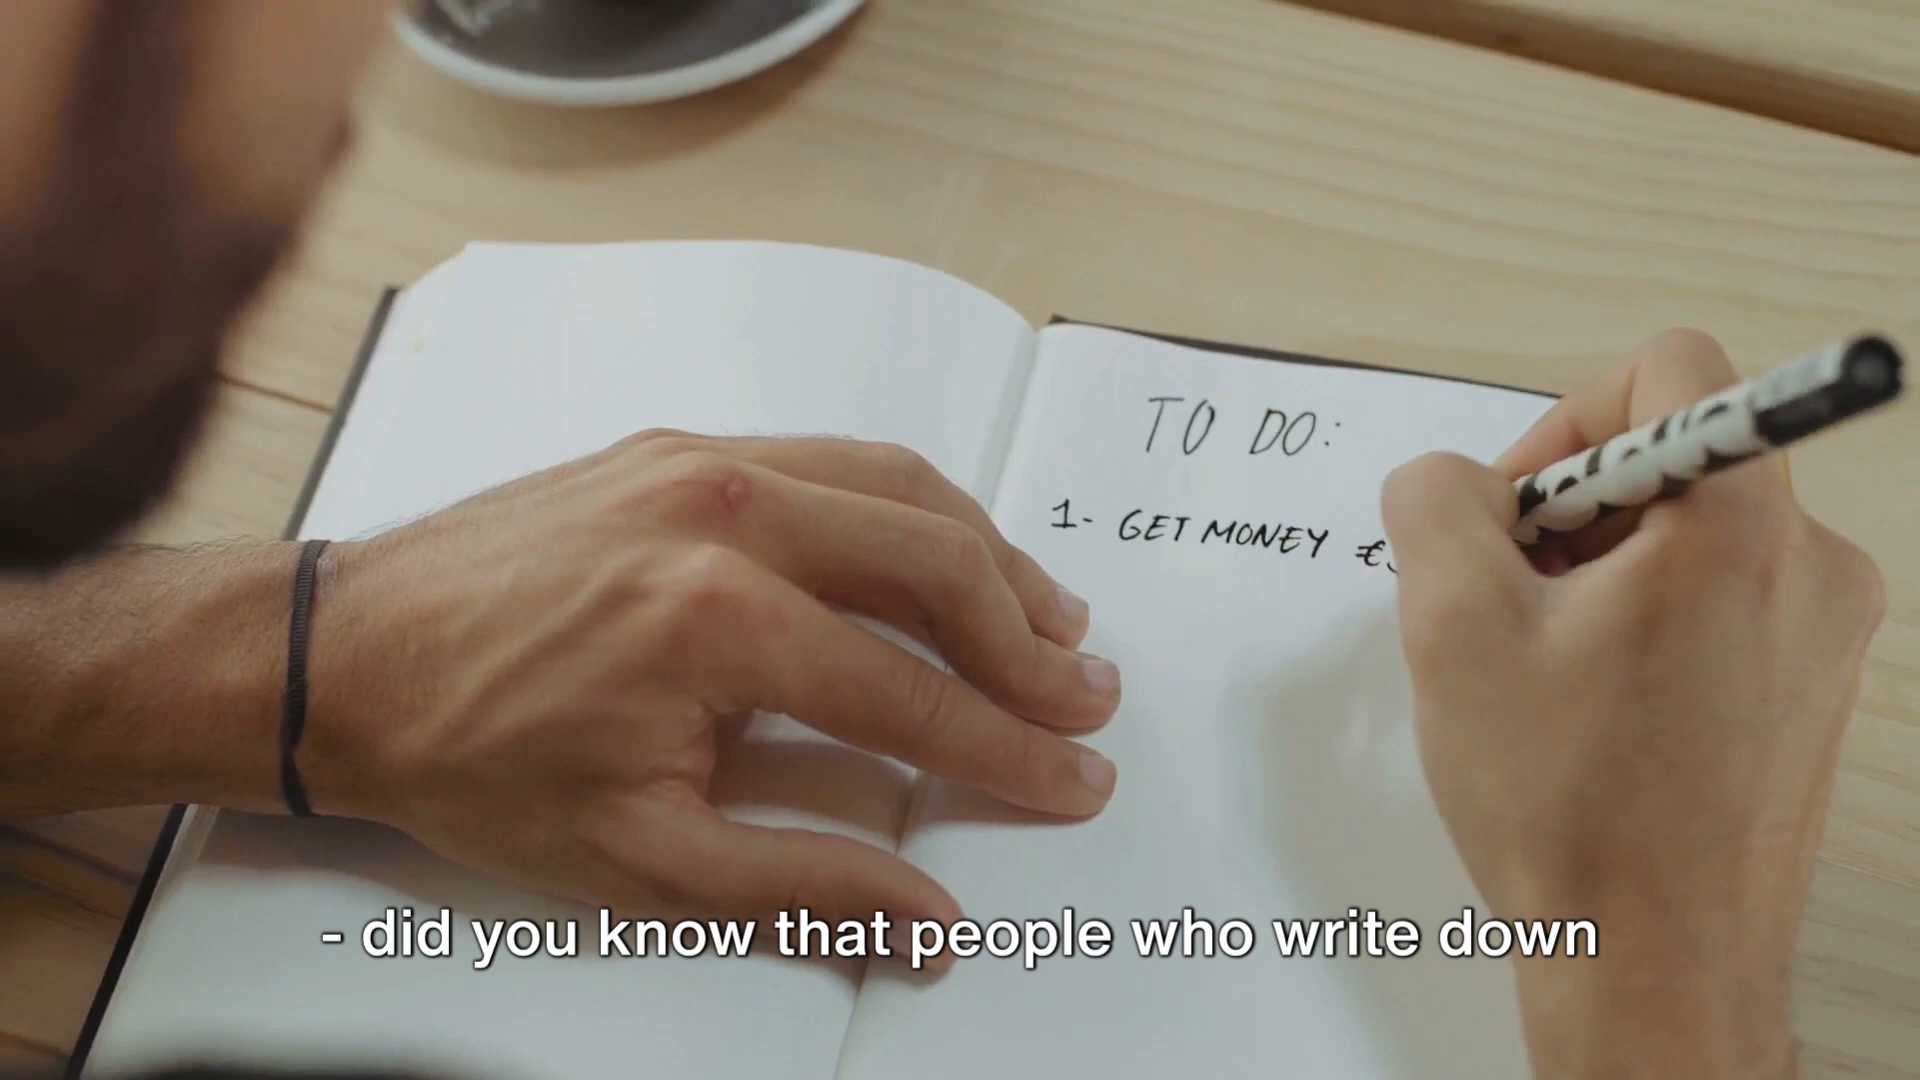 TO DO:
1- GET MONEY €
- did you know that people who write down